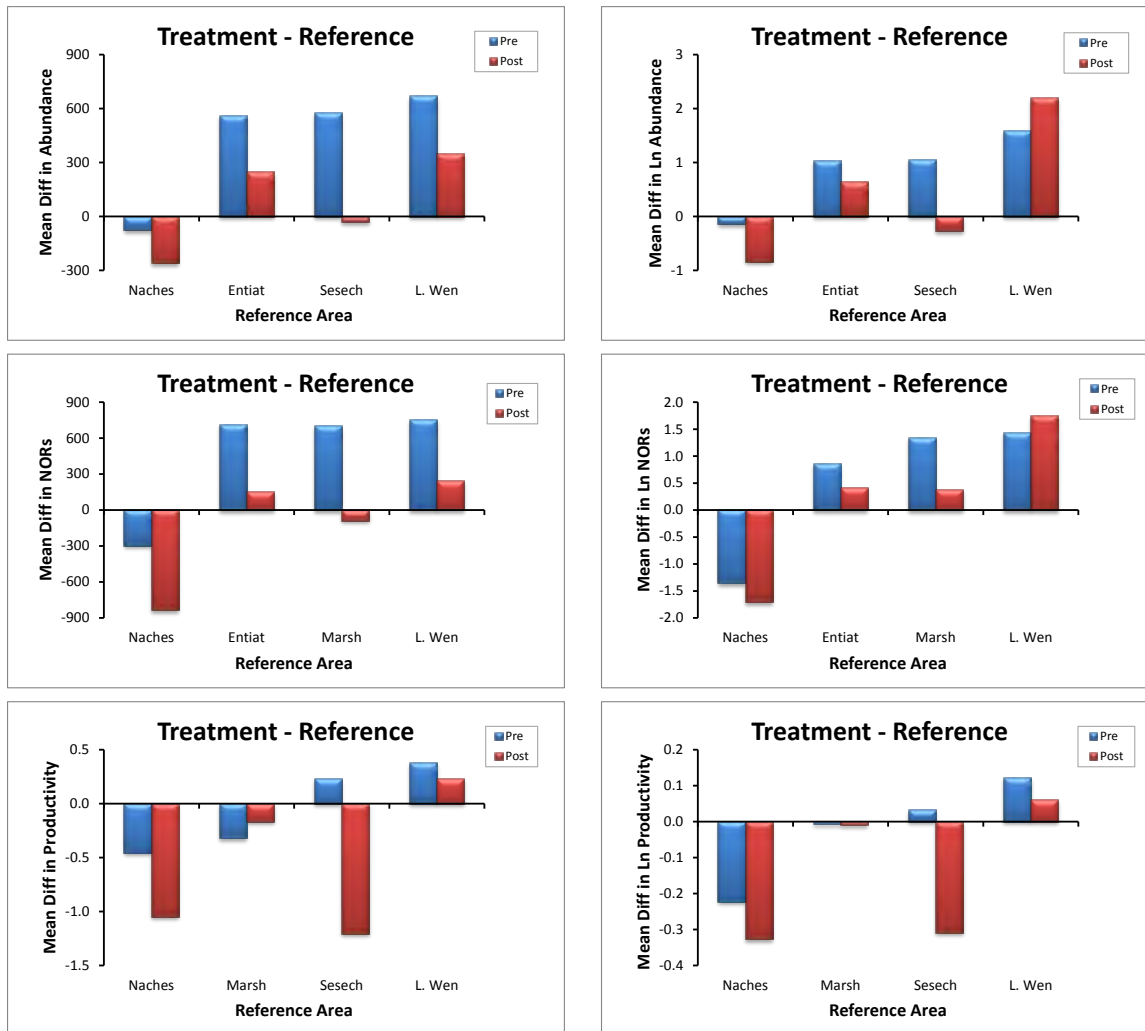 Treatment - Reference
Pre
Post
Mean Diff in Abundance
900
600
300
0
-300
Naches Entiat Sesech L. Wen
Reference Area
Treatment - Reference
Pre
Post
Mean Diff in Ln Abundance
3
2
1
0
-1
Naches Entiat Sesech L. Wen
Reference Area
Treatment - Reference
Pre
Post
Mean Diff in NORs
900
600
300
0
-300
-600
-900
Naches Entiat Marsh L. Wen
Reference Area
Treatment - Reference
Pre
Post
Mean Diff in Ln NORs
2.0
1.5
1.0
0.5
0.0
-0.5
-1.0
-1.5
-2.0
Naches Entiat Marsh L. Wen
Reference Area
Treatment - Reference
Pre
Post
Mean Diff in Productivity
0.5
0.0
-0.5
-1.0
-1.5
Naches Marsh Sesech L. Wen
Reference Area
Treatment - Reference
Pre
Post
Mean Diff in Ln Productivity
0.2
0.1
0.0
-0.1
-0.2
-0.3
-0.4
Naches Marsh Sesech L. Wen
Reference Area